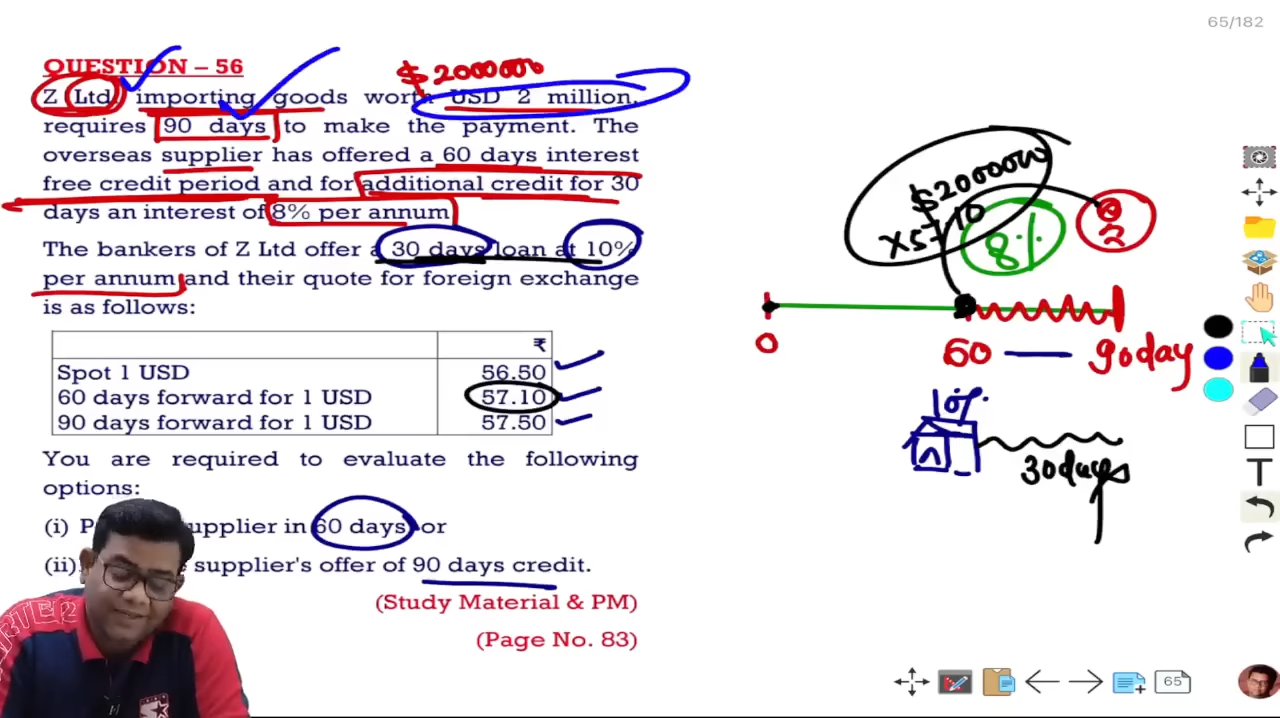 65/182
QUESTION – 56
$2000000
Z Ltd importing goods worth USD 2 million,
requires 90 days to make the payment. The
overseas supplier has offered a 60 days interest
free credit period and for additional credit for 30
days an interest of 8% per annum
The bankers of Z Ltd offer a 30 days loan at 10%
per annum and their quote for foreign exchange
is as follows:
₹
Spot 1 USD 56.50
60 days forward for 1 USD 57.10
90 days forward for 1 USD 57.50
You are required to evaluate the following
options:
(i) supplier in 60 days or
(ii) supplier's offer of 90 days credit.
(Study Material & PM)
(Page No. 83)
$2000000
x57.10
8%
2
0
60 — 90day
10%
30days
65